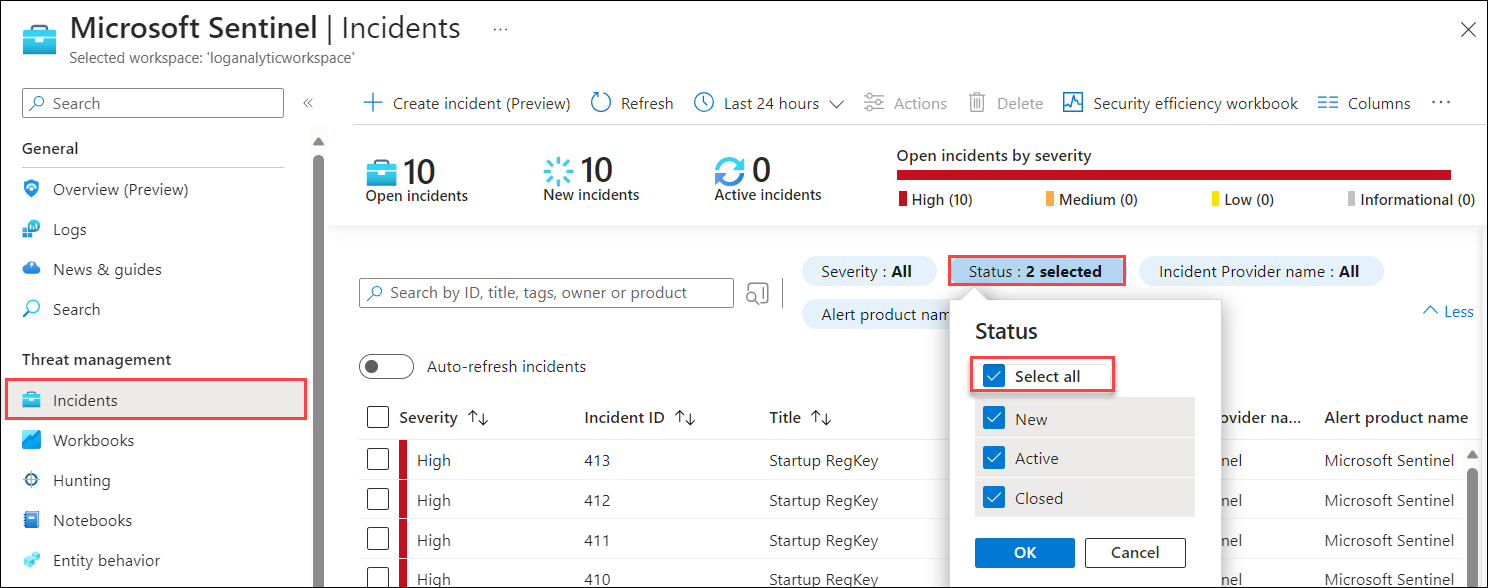 Microsoft Sentinel | Incidents ...
Selected workspace: 'loganalyticworkspace'
Search
General
Overview (Preview)
Logs
News & guides
Search
Threat management
Incidents
Workbooks
Hunting
Notebooks
Entity behavior
Create incident (Preview) Refresh Last 24 hours Actions Delete Security efficiency workbook Columns ...
10 Open incidents
10 New incidents
0 Active incidents
Open incidents by severity
High (10) Medium (0) Low (0) Informational (0)
Search by ID, title, tags, owner or product
Severity : All Status : 2 selected Incident Provider name : All
Alert product nam
Less
Auto-refresh incidents
Status
Select all
New
Active
Closed
OK Cancel
Severity Incident ID Title ovider na... Alert product name
High 413 Startup RegKey nel Microsoft Sentinel
High 412 Startup RegKey nel Microsoft Sentinel
High 411 Startup RegKey nel Microsoft Sentinel
High 410 Startup RegKey nel Microsoft Sentinel